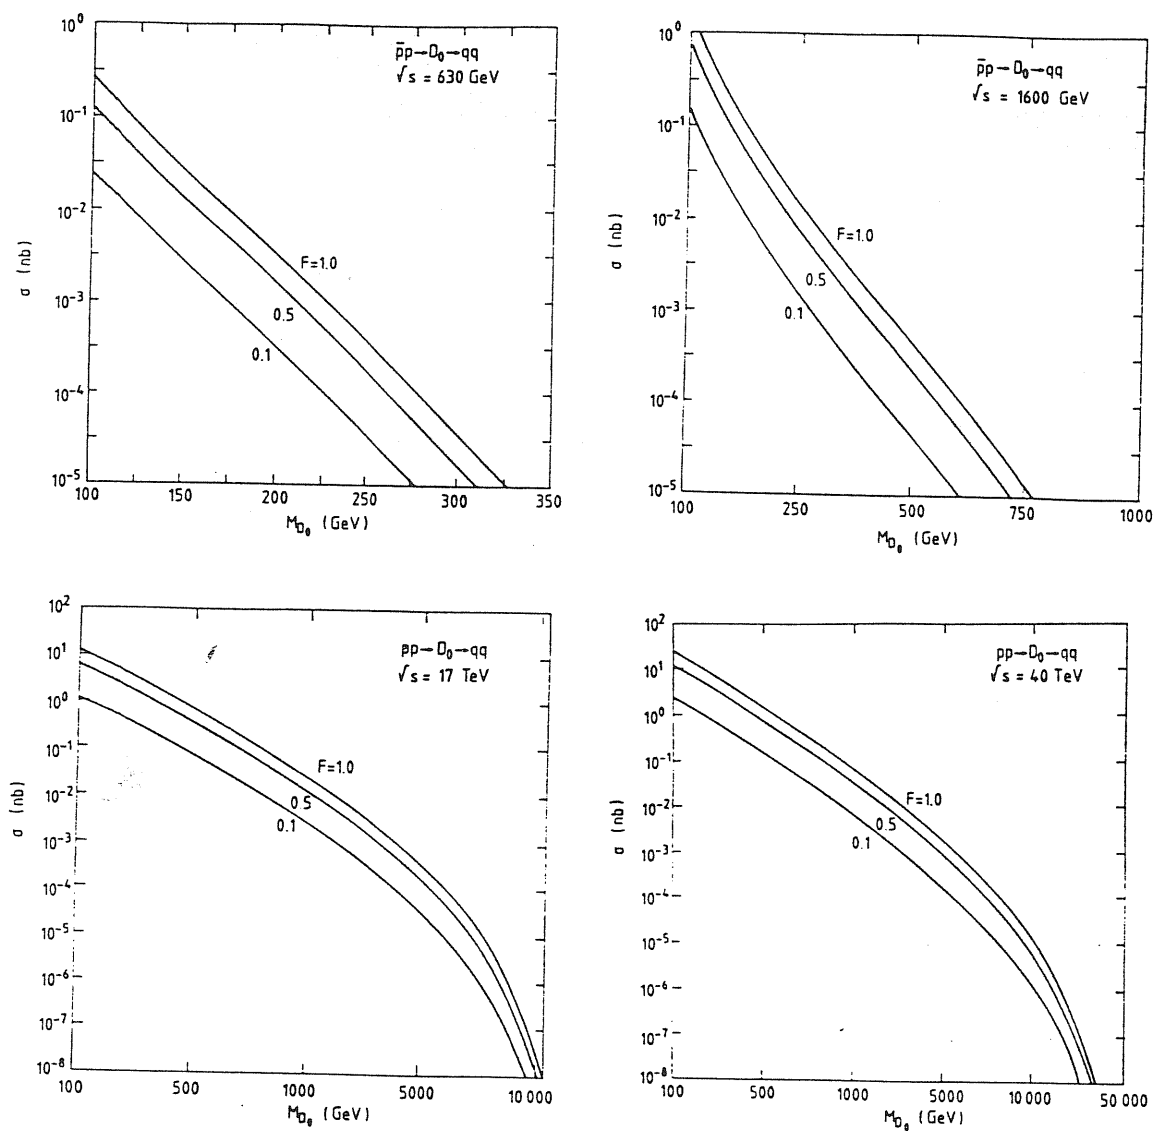 p̅p→D₀→qq
√s = 630 GeV
10⁰
10⁻¹
10⁻²
10⁻³
10⁻⁴
10⁻⁵
σ (nb)
F=1.0
0.5
0.1
100 150 200 250 300 350
M_D₀ (GeV)
p̅p→D₀→qq
√s = 1600 GeV
10⁰
10⁻¹
10⁻²
10⁻³
10⁻⁴
10⁻⁵
σ (nb)
F=1.0
0.5
0.1
100 250 500 750 1000
M_D₀ (GeV)
pp→D₀→qq
√s = 17 TeV
10²
10¹
10⁰
10⁻¹
10⁻²
10⁻³
10⁻⁴
10⁻⁵
10⁻⁶
10⁻⁷
10⁻⁸
σ (nb)
F=1.0
0.5
0.1
100 500 1000 5000 10 000
M_D₀ (GeV)
pp→D₀→qq
√s = 40 TeV
10²
10¹
10⁰
10⁻¹
10⁻²
10⁻³
10⁻⁴
10⁻⁵
10⁻⁶
10⁻⁷
10⁻⁸
σ (nb)
F=1.0
0.5
0.1
100 500 1000 5000 10 000 50 000
M_D₀ (GeV)